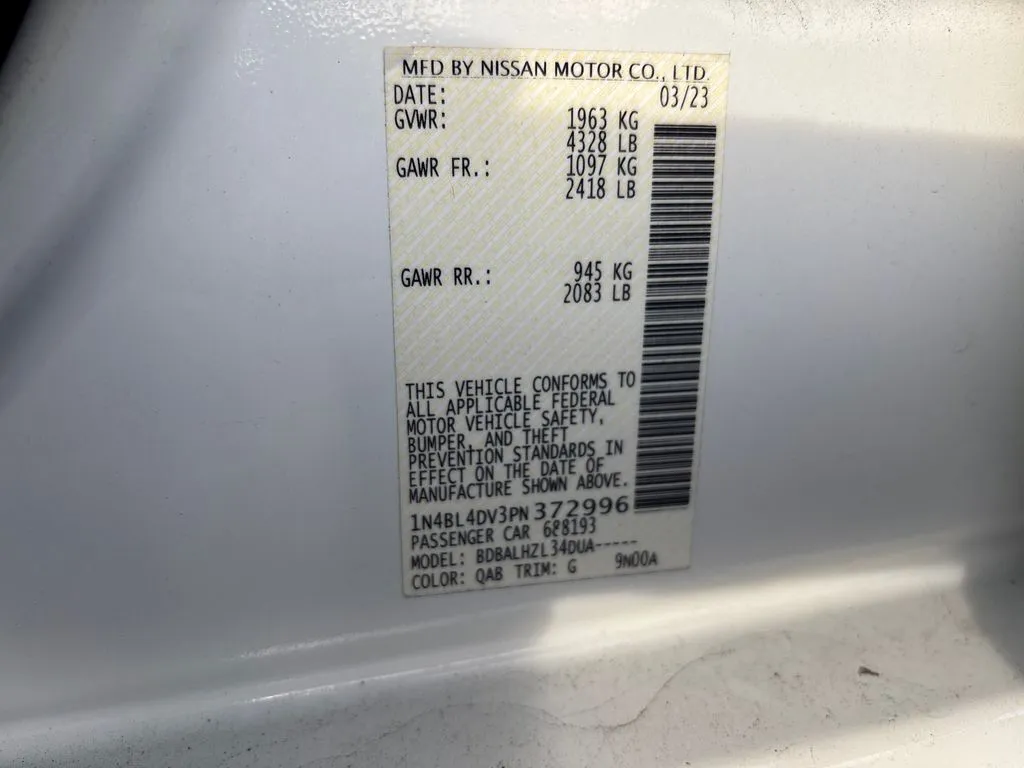 MFD BY NISSAN MOTOR CO., LTD.
DATE: 03/23
GVWR: 1963 KG
4328 LB
GAWR FR.: 1097 KG
2418 LB
GAWR RR.: 945 KG
2083 LB
THIS VEHICLE CONFORMS TO
ALL APPLICABLE FEDERAL
MOTOR VEHICLE SAFETY,
BUMPER, AND THEFT
PREVENTION STANDARDS IN
EFFECT ON THE DATE OF
MANUFACTURE SHOWN ABOVE.
1N4BL4DV3PN372996
PASSENGER CAR 688193
MODEL: BDBALHZL34DUA-----
COLOR: QAB TRIM: G 9N00A